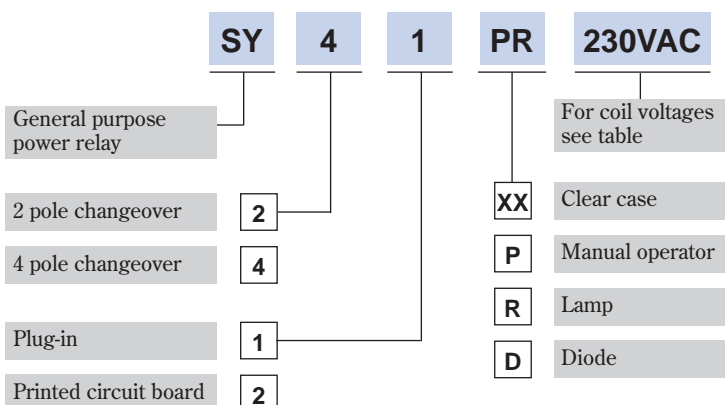 SY 4 1 PR 230VAC
General purpose
power relay
For coil voltages
see table
2 pole changeover 2
XX Clear case
4 pole changeover 4
P Manual operator
R Lamp
Plug-in 1
D Diode
Printed circuit board 2